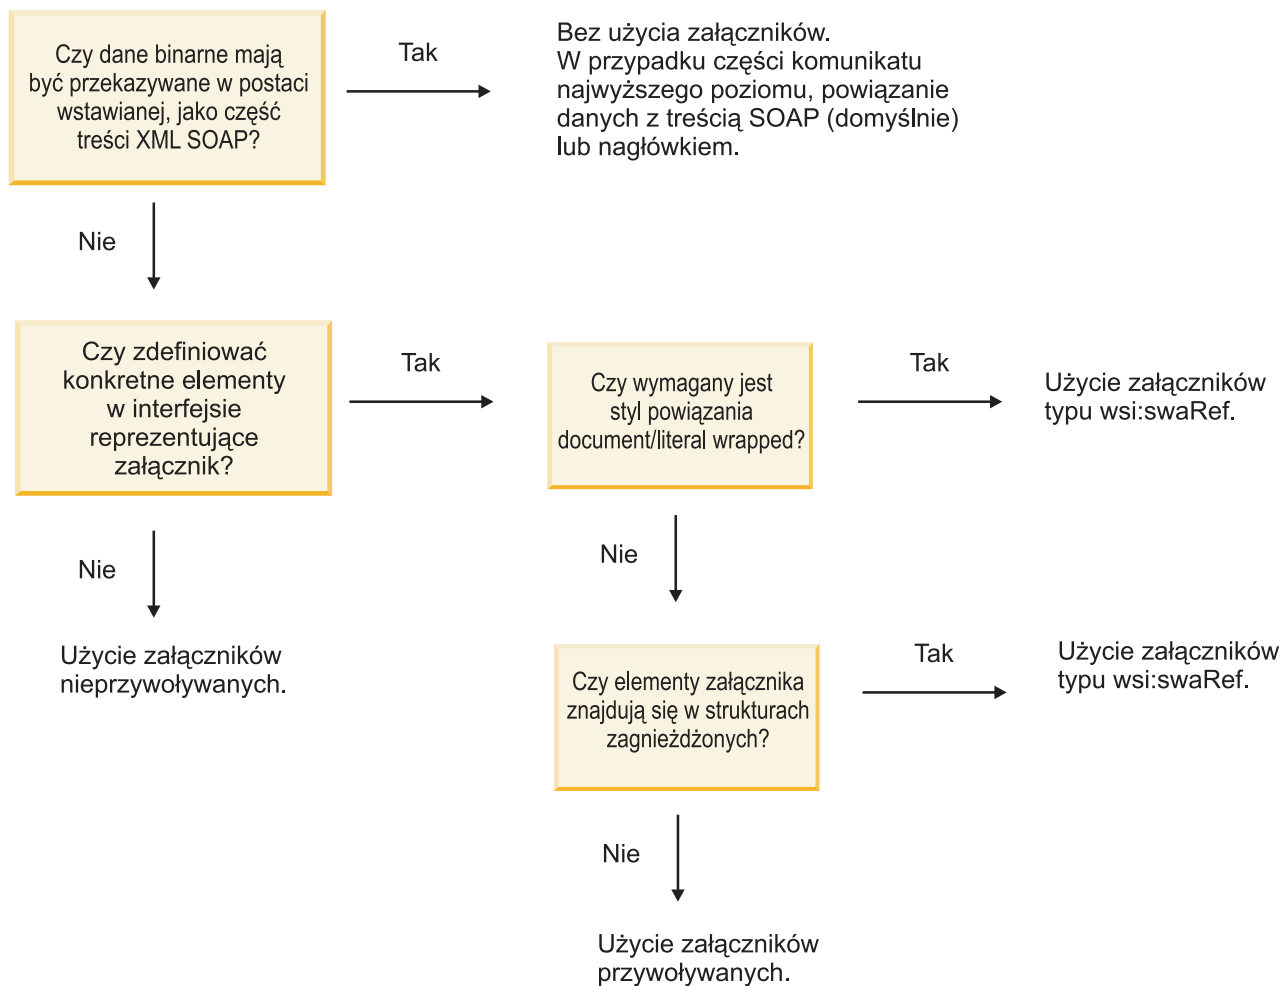 Czy dane binarne mają
być przekazywane w postaci
wstawianej, jako część
treści XML SOAP?
Tak
Bez użycia załączników.
W przypadku części komunikatu
najwyższego poziomu, powiązanie
danych z treścią SOAP (domyślnie)
lub nagłówkiem.
Nie
Czy zdefiniować
konkretne elementy
w interfejsie
reprezentujące
załącznik?
Tak
Czy wymagany jest
styl powiązania
document/literal wrapped?
Tak
Użycie załączników
typu wsi:swaRef.
Nie
Użycie załączników
nieprzywoływanych.
Nie
Czy elementy załącznika
znajdują się w strukturach
zagnieżdżonych?
Tak
Użycie załączników
typu wsi:swaRef.
Nie
Użycie załączników
przywoływanych.